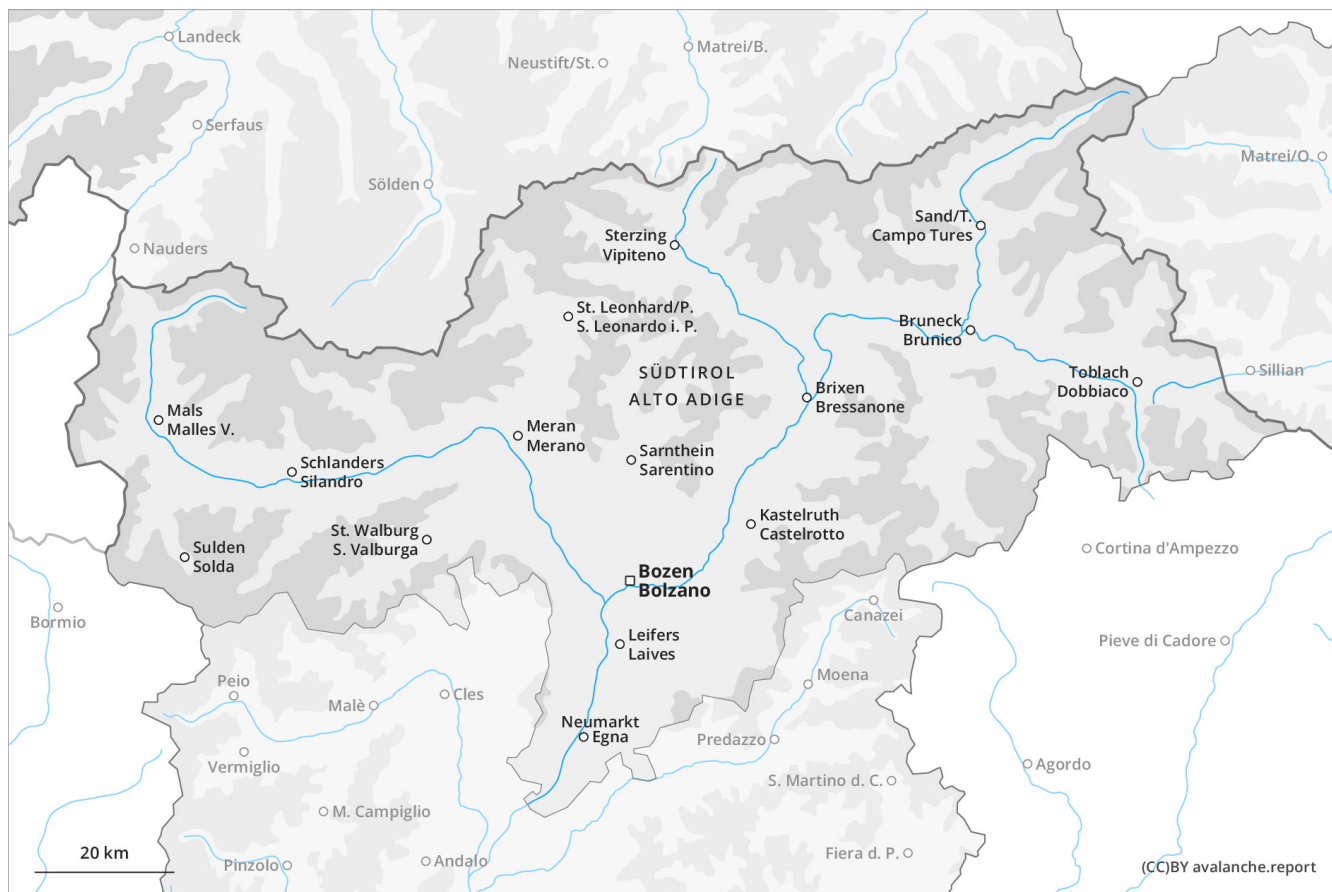 Landeck
Matrei/B.
Neustift/St.
Serfaus
Matrei/O.
Sölden
Sand/T.
Campo Tures
Sterzing
Vipiteno
Nauders
St. Leonhard/P.
S. Leonardo i. P.
Bruneck
Brunico
SÜDTIROL
ALTO ADIGE
Toblach
Dobbiaco
Sillian
Brixen
Bressanone
Mals
Malles V.
Meran
Merano
Schlanders
Silandro
Sarnthein
Sarentino
Kastelruth
Castelrotto
St. Walburg
S. Valburga
Sulden
Solda
Cortina d'Ampezzo
Bozen
Bolzano
Bormio
Canazei
Leifers
Laives
Pieve di Cadore
Peio
Moena
Malè
Cles
Neumarkt
Egna
Predazzo
Vermiglio
Agordo
S. Martino d. C.
M. Campiglio
20 km
Pinzolo
Andalo
Fiera d. P.
(CC)BY avalanche.report